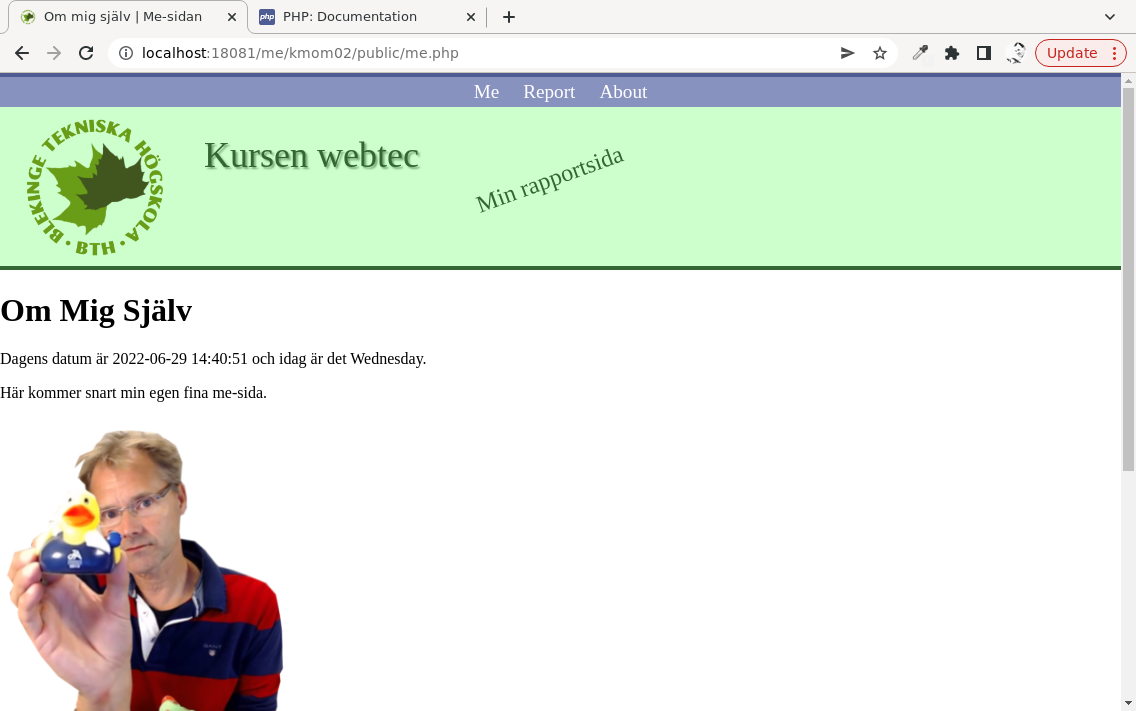 Om mig själv | Me-sidan
PHP: Documentation
localhost:18081/me/kmom02/public/me.php
Update
Me Report About
BLEKINGE TEKNISKA HÖGSKOLA
· BTH ·
Kursen webtec
Min rapportsida
Om Mig Själv
Dagens datum är 2022-06-29 14:40:51 och idag är det Wednesday.
Här kommer snart min egen fina me-sida.
php
GANT